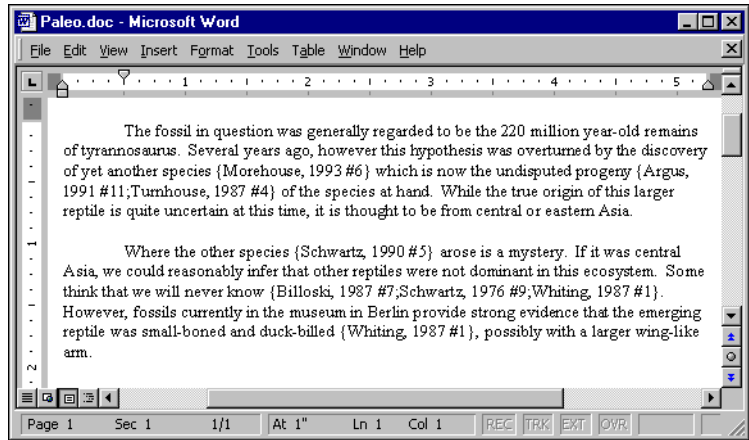 Paleo.doc - Microsoft Word
File Edit View Insert Format Tools Table Window Help
L 1 2 3 4 5
The fossil in question was generally regarded to be the 220 million year-old remains
of tyrannosaurus. Several years ago, however this hypothesis was overturned by the discovery
of yet another species {Morehouse, 1993 #6} which is now the undisputed progeny {Argus,
1991 #11;Turnhouse, 1987 #4} of the species at hand. While the true origin of this larger
reptile is quite uncertain at this time, it is thought to be from central or eastern Asia.
1
Where the other species {Schwartz, 1990 #5} arose is a mystery. If it was central
Asia, we could reasonably infer that other reptiles were not dominant in this ecosystem. Some
think that we will never know {Billoski, 1987 #7;Schwartz, 1976 #9;Whiting, 1987 #1}.
However, fossils currently in the museum in Berlin provide strong evidence that the emerging
reptile was small-boned and duck-billed {Whiting, 1987 #1}, possibly with a larger wing-like
arm.
2
Page 1 Sec 1 1/1 At 1" Ln 1 Col 1 REC TRK EXT OVR